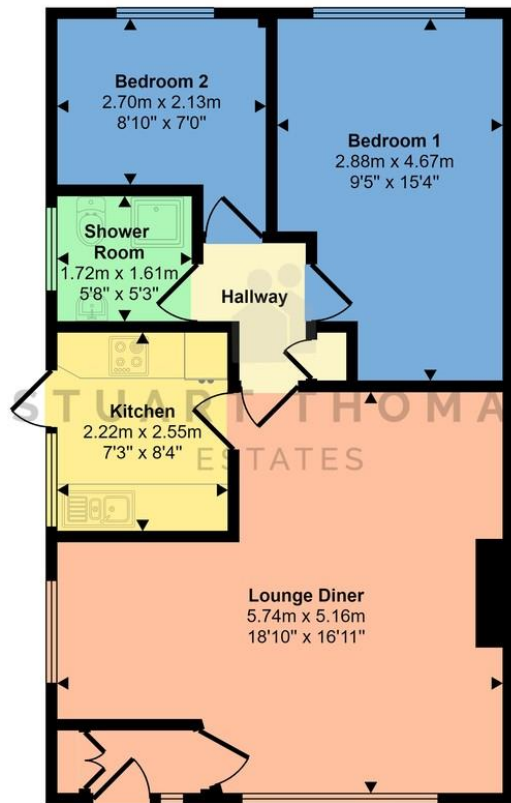 Bedroom 2
2.70m x 2.13m
8'10" x 7'0"
Bedroom 1
2.88m x 4.67m
9'5" x 15'4"
Shower
Room
1.72m x 1.61m
5'8" x 5'3"
Hallway
Kitchen
2.22m x 2.55m
7'3" x 8'4"
STUART THOMA
ESTATES
Lounge Diner
5.74m x 5.16m
18'10" x 16'11"